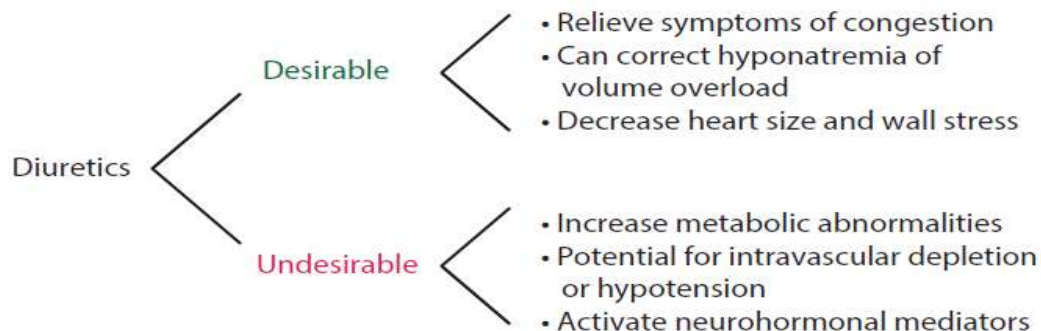 • Relieve symptoms of congestion
Desirable
• Can correct hyponatremia of
volume overload
• Decrease heart size and wall stress
Diuretics
• Increase metabolic abnormalities
Undesirable
• Potential for intravascular depletion
or hypotension
• Activate neurohormonal mediators